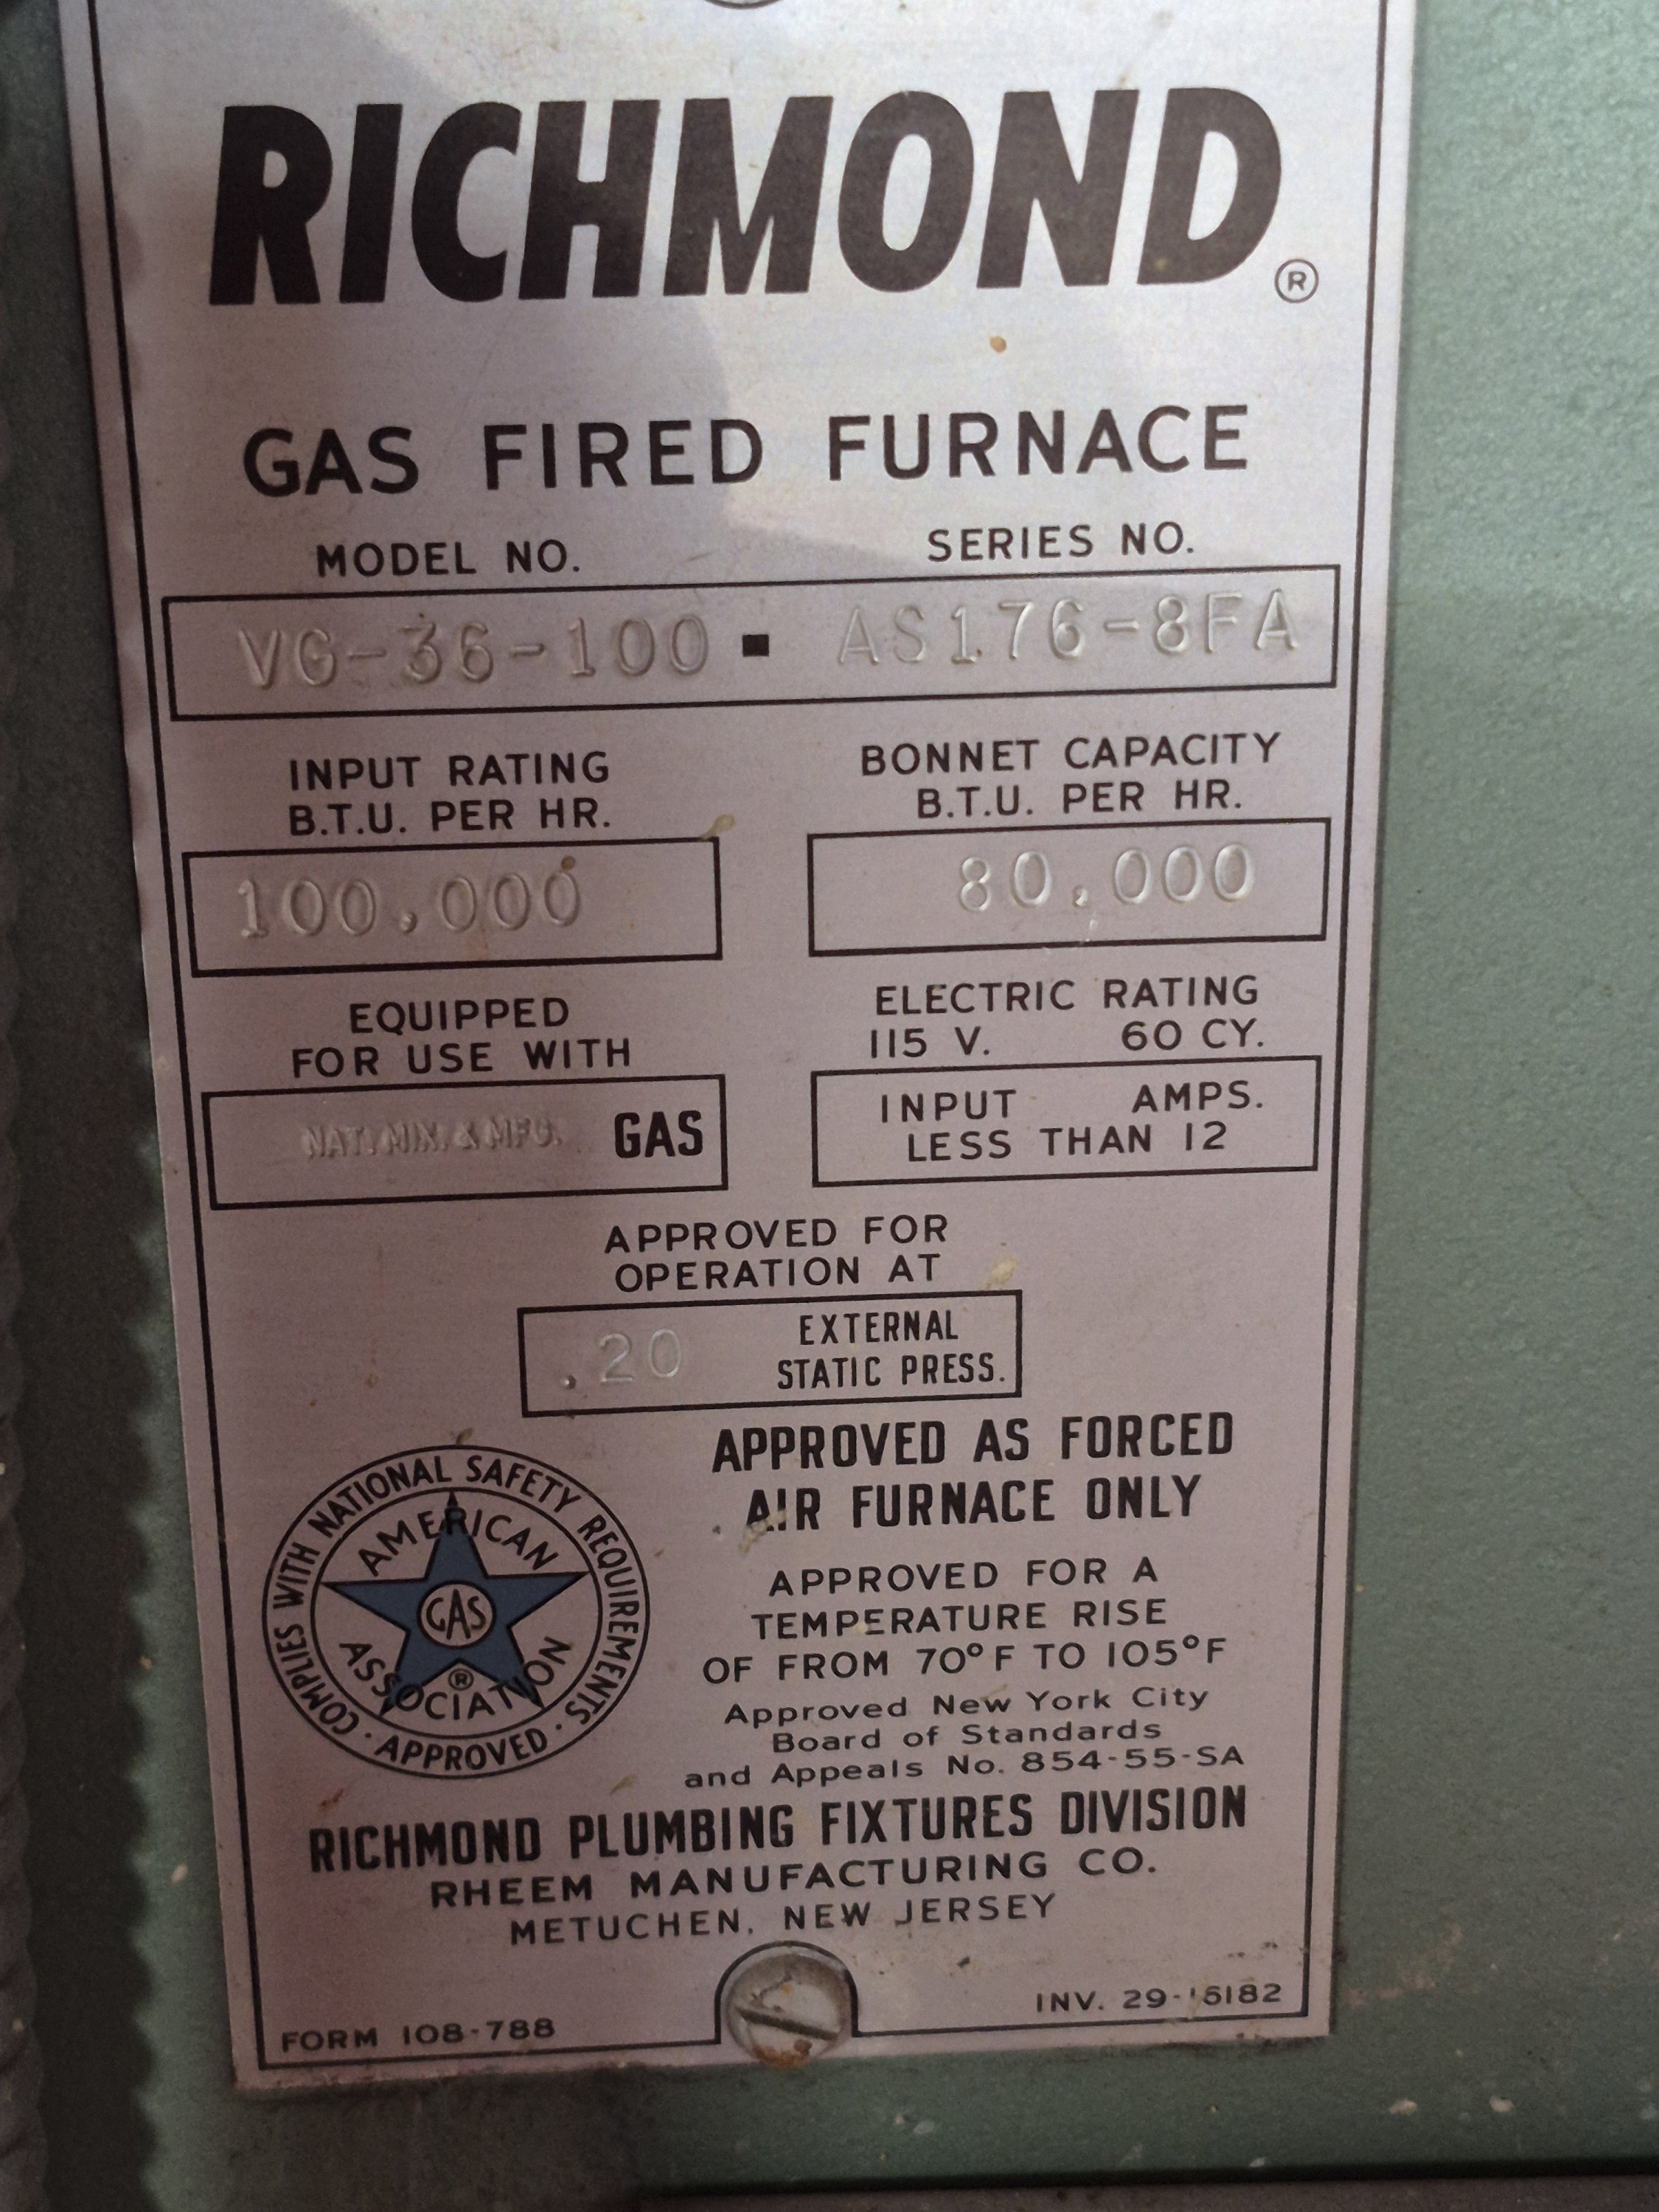 RICHMOND®
GAS FIRED FURNACE
MODEL NO. SERIES NO.
VG-36-100 ▪ AS176-8FA
INPUT RATING
B.T.U. PER HR.
100,000
BONNET CAPACITY
B.T.U. PER HR.
80,000
EQUIPPED
FOR USE WITH
NAT. MIX. & MFG. GAS
ELECTRIC RATING
115 V. 60 CY.
INPUT AMPS.
LESS THAN 12
APPROVED FOR
OPERATION AT
.20 EXTERNAL
STATIC PRESS.
APPROVED AS FORCED
AIR FURNACE ONLY
APPROVED FOR A
TEMPERATURE RISE
OF FROM 70°F TO 105°F
Approved New York City
Board of Standards
and Appeals No. 854-55-SA
COMPLIES WITH NATIONAL SAFETY REQUIREMENTS
· APPROVED ·
AMERICAN
GAS
ASSOCIATION
®
RICHMOND PLUMBING FIXTURES DIVISION
RHEEM MANUFACTURING CO.
METUCHEN, NEW JERSEY
FORM 108-788
INV.